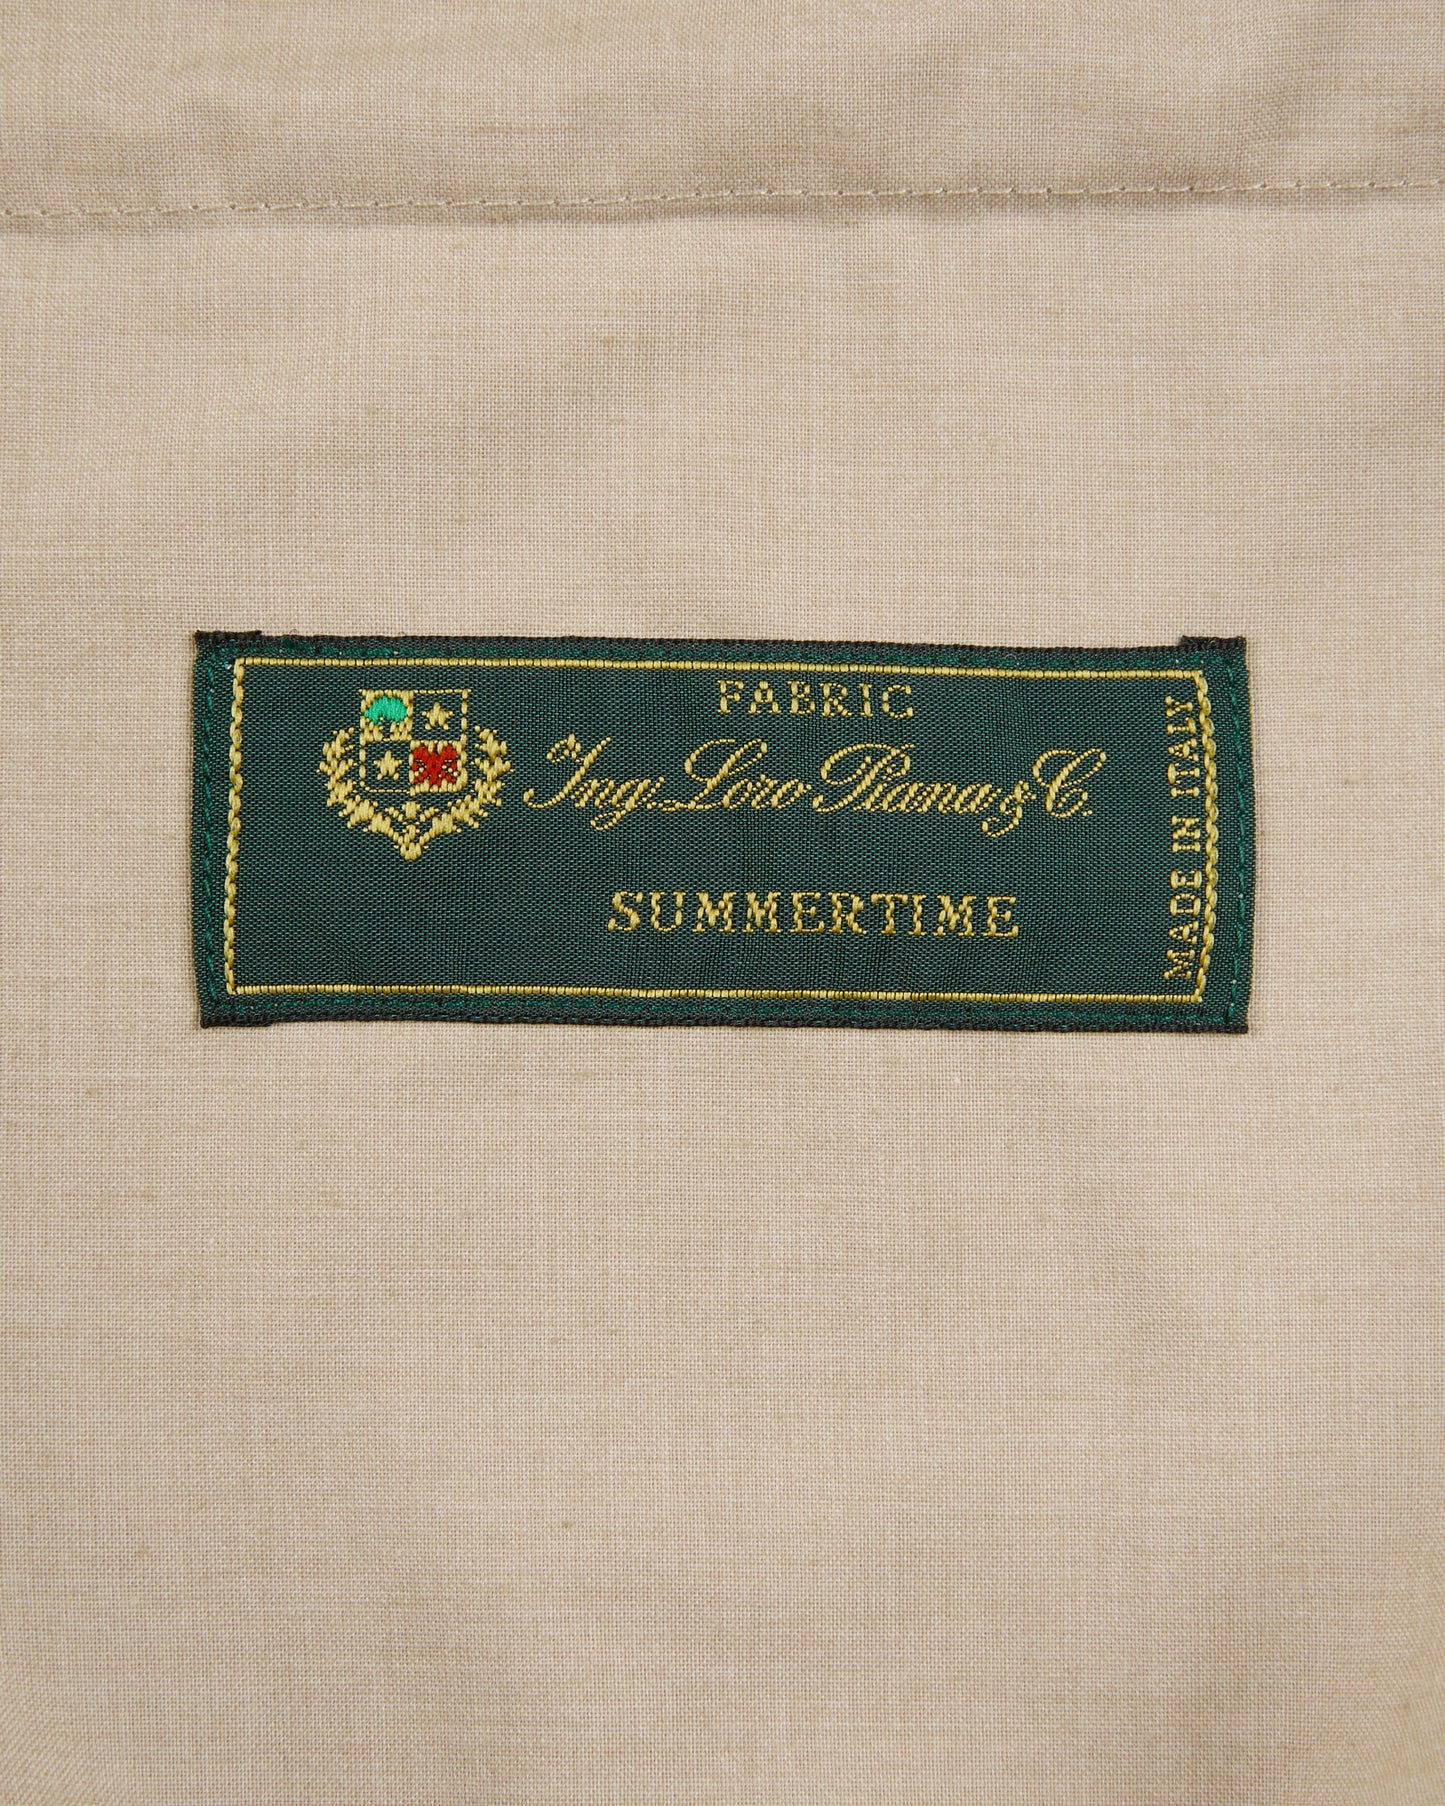 FABRIC
Ing. Loro Piana & C.
SUMMERTIME
MADE IN ITALY